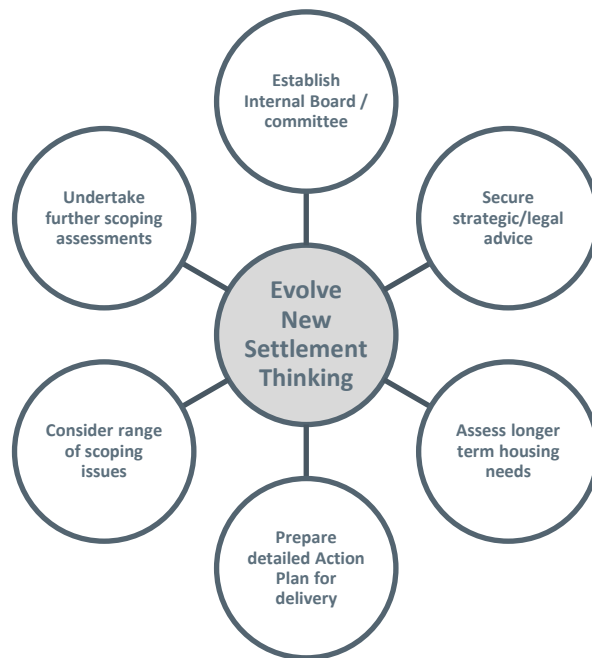 Establish
Internal Board /
committee
Undertake
further scoping
assessments
Secure
strategic/legal
advice
Evolve
New
Settlement
Thinking
Consider range
of scoping
issues
Assess longer
term housing
needs
Prepare
detailed Action
Plan for
delivery